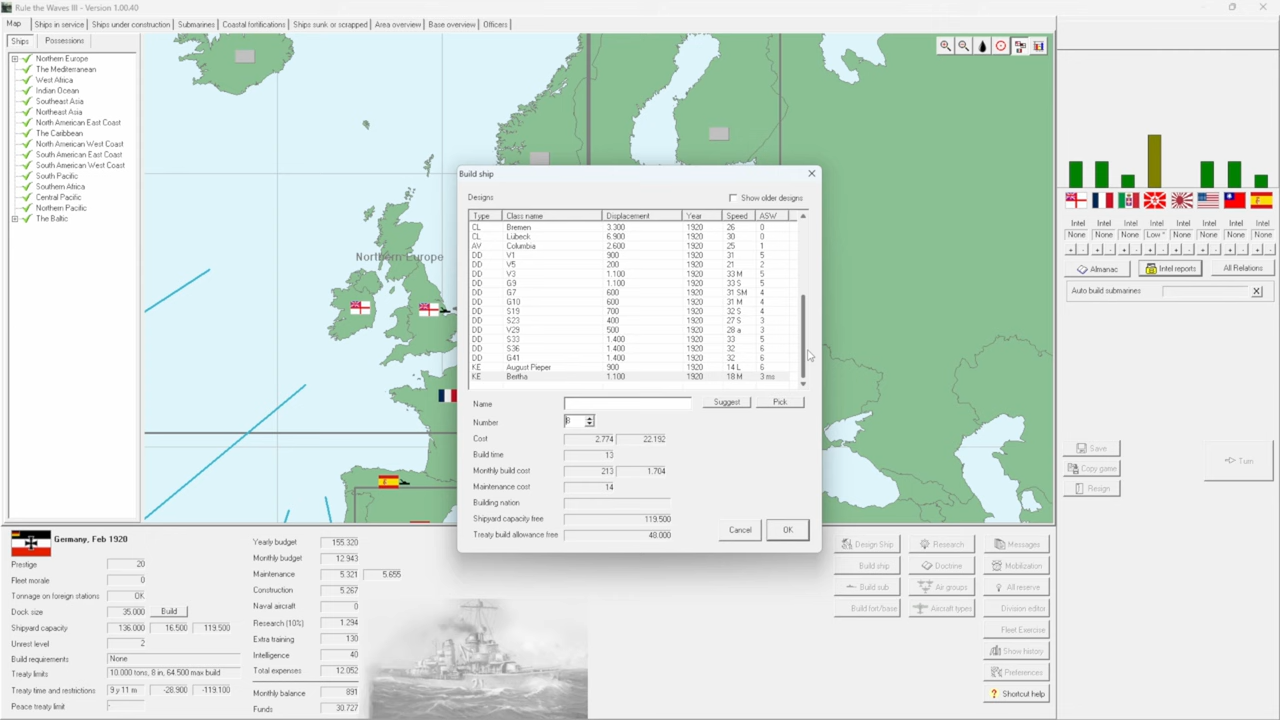 Rule the Waves III - Version 1.00.40
Map
Ships in service
Ships under construction
Submarines
Coastal fortifications
Ships sunk or scrapped
Area overview
Base overview
Officers
Ships
Possessions
Northern Europe
The Mediterranean
West Africa
Indian Ocean
Southeast Asia
Northeast Asia
North American East Coast
The Caribbean
North American West Coast
South American East Coast
South American West Coast
South Pacific
Southern Africa
Central Pacific
Northern Pacific
The Baltic
Northern Europe
Build ship
Designs
Show older designs
Type Class name Displacement Year Speed ASW
CL Bremen 3.300 1920 26 0
CL Lübeck 6.900 1920 30 0
AV Columbia 2.600 1920 25 1
DD V1 900 1920 31 5
DD V5 200 1920 21 2
DD V3 1.100 1920 33 M 5
DD G9 1.100 1920 33 S 5
DD G7 600 1920 31 SM 4
DD G10 600 1920 31 M 4
DD S19 700 1920 32 S 4
DD S23 400 1920 27 S 3
DD V29 500 1920 28 a 3
DD S33 1.400 1920 33 5
DD S36 1.400 1920 32 6
DD G41 1.400 1920 32 6
KE August Pieper 900 1920 14 L 6
KE Bertha 1.100 1920 18 M 3 ms
Name Suggest Pick
Number 8
Cost 2.774 22.192
Build time 13
Monthly build cost 213 1.704
Maintenance cost 14
Building nation
Shipyard capacity free 119.500
Treaty build allowance free 48.000
Cancel OK
Intel Intel Intel Intel Intel Intel Intel Intel
None None None Low * None None None None
+ - + - + - + - + - + - + - + -
Almanac Intel reports All Relations
Auto build submarines X
Save
Copy game
Resign
Turn
Germany, Feb 1920
Prestige 20
Fleet morale 0
Tonnage on foreign stations OK
Dock size 35.000 Build
Shipyard capacity 136.000 16.500 119.500
Unrest level 2
Build requirements None
Treaty limits 10.000 tons, 8 in, 64.500 max build
Treaty time and restrictions 9 y 11 m -28.900 -119.100
Peace treaty limit -
Yearly budget 155.320
Monthly budget 12.943
Maintenance 5.321 5.655
Construction 5.267
Naval aircraft 0
Research (10%) 1.294
Extra training 130
Intelligence 40
Total expenses 12.052
Monthly balance 891
Funds 30.727
Design Ship Research Messages
Build ship Doctrine Mobilization
Build sub Air groups All reserve
Build fort/base Aircraft types Division editor
Fleet Exercise
Show history
Preferences
? Shortcut help